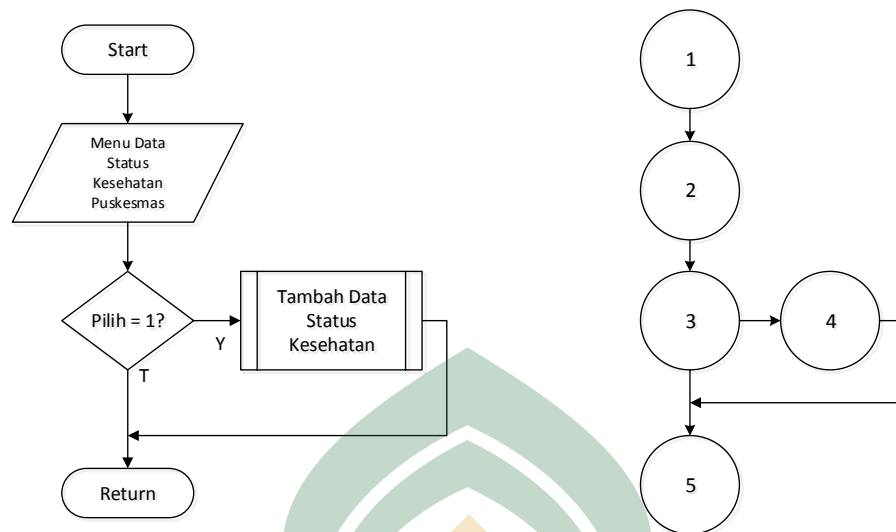 Start
Menu Data
Status
Kesehatan
Puskesmas
Pilih = 1?
Y
T
Tambah Data
Status
Kesehatan
Return
1
2
3
4
5